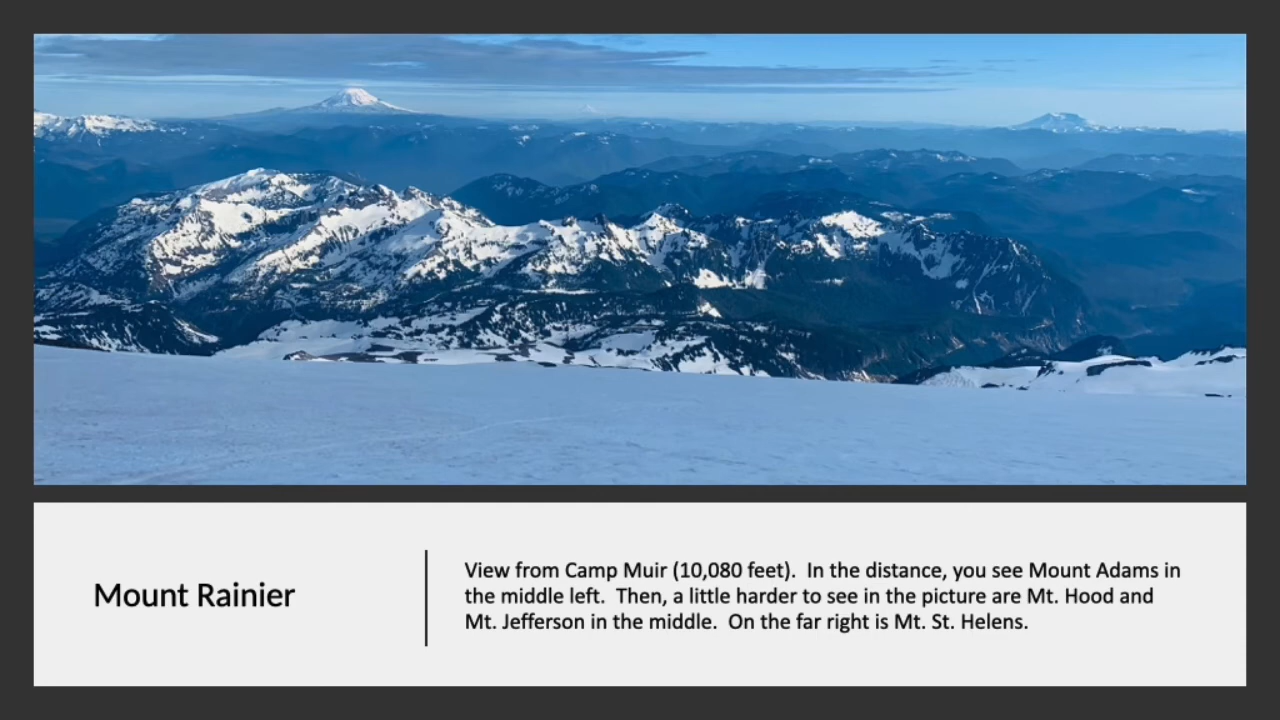 Mount Rainier
View from Camp Muir (10,080 feet).  In the distance, you see Mount Adams in
the middle left.  Then, a little harder to see in the picture are Mt. Hood and
Mt. Jefferson in the middle.  On the far right is Mt. St. Helens.